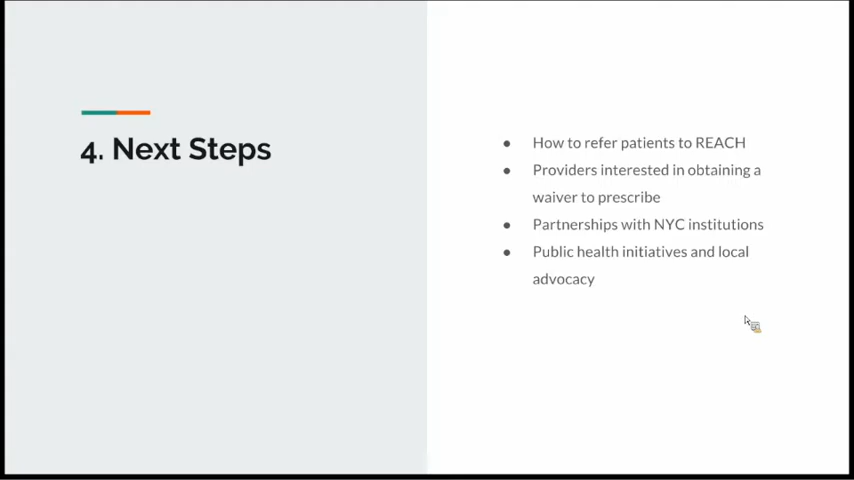 4. Next Steps
● How to refer patients to REACH
● Providers interested in obtaining a
waiver to prescribe
● Partnerships with NYC institutions
● Public health initiatives and local
advocacy